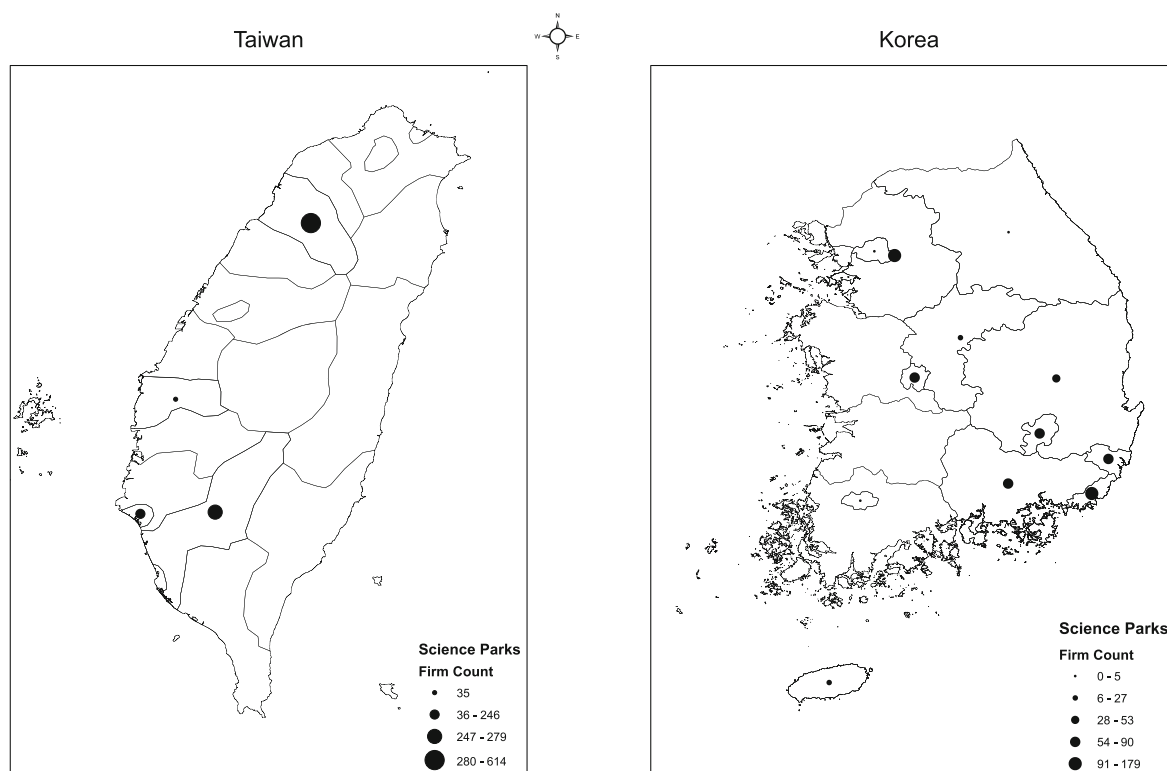 Taiwan
N
W E
S
Korea
Science Parks
Firm Count
35
36 - 246
247 - 279
280 - 614
Science Parks
Firm Count
0 - 5
6 - 27
28 - 53
54 - 90
91 - 179